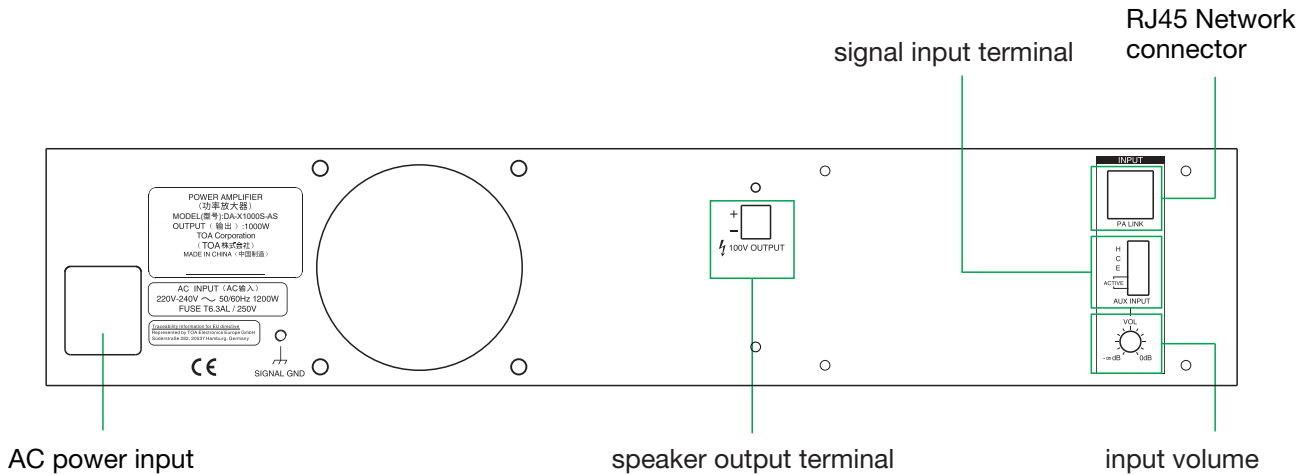 RJ45 Network
connector
signal input terminal
POWER AMPLIFIER
(功率放大器)
MODEL(型号):DA-X1000S-AS
OUTPUT ( 输出 ) :1000W
TOA Corporation
( TOA株式会社)
MADE IN CHINA (中国制造)
AC INPUT (AC输入)
220V-240V ～ 50/60Hz 1200W
FUSE T6.3AL / 250V
Traceability Information for EU directive
Represented by TOA Electronics Europe GmbH
Süderstraße 282, 20537 Hamburg, Germany
CE
SIGNAL GND
+
−
100V OUTPUT
INPUT
PA LINK
H
C
E
ACTIVE
AUX INPUT
VOL
-∞dB 0dB
AC power input
speaker output terminal
input volume